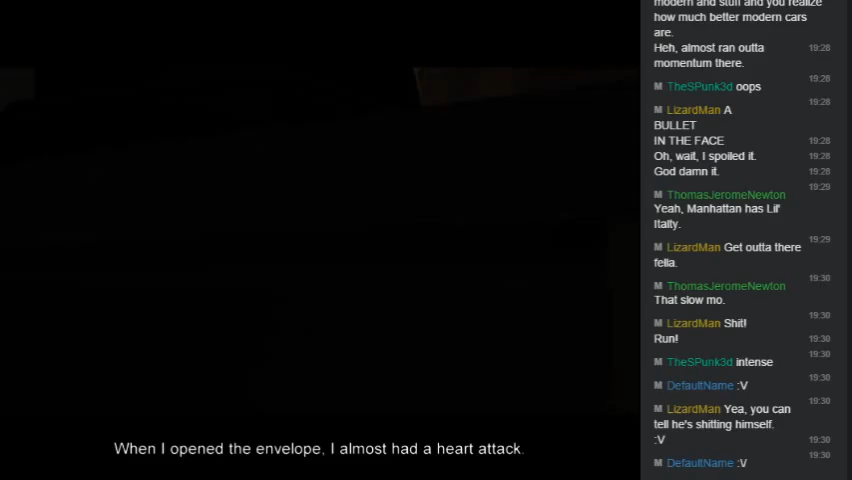 modern and stuff and you realize
how much better modern cars
are.
Heh, almost ran outta 19:28
momentum there.
M TheSPunk3d oops 19:28
M LizardMan A 19:28
BULLET
IN THE FACE 19:28
Oh, wait, I spoiled it. 19:28
God damn it. 19:28
M ThomasJeromeNewton 19:29
Yeah, Manhattan has Lil'
Italty.
M LizardMan Get outta there 19:29
fella.
M ThomasJeromeNewton 19:30
That slow mo.
M LizardMan Shit! 19:30
Run! 19:30
M TheSPunk3d intense 19:30
M DefaultName :V 19:30
M LizardMan Yea, you can 19:30
tell he's shitting himself.
:V 19:30
M DefaultName :V 19:30
When I opened the envelope, I almost had a heart attack.